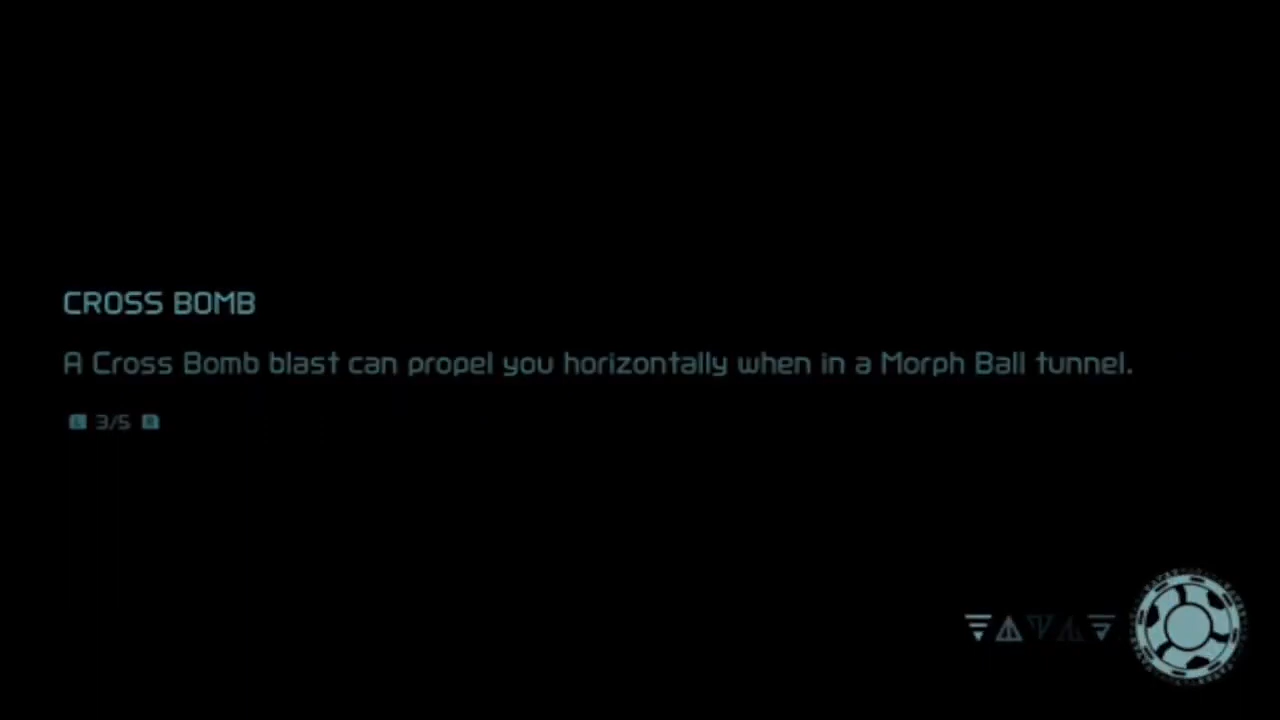 CROSS BOMB
A Cross Bomb blast can propel you horizontally when in a Morph Ball tunnel.
L 3/5 R